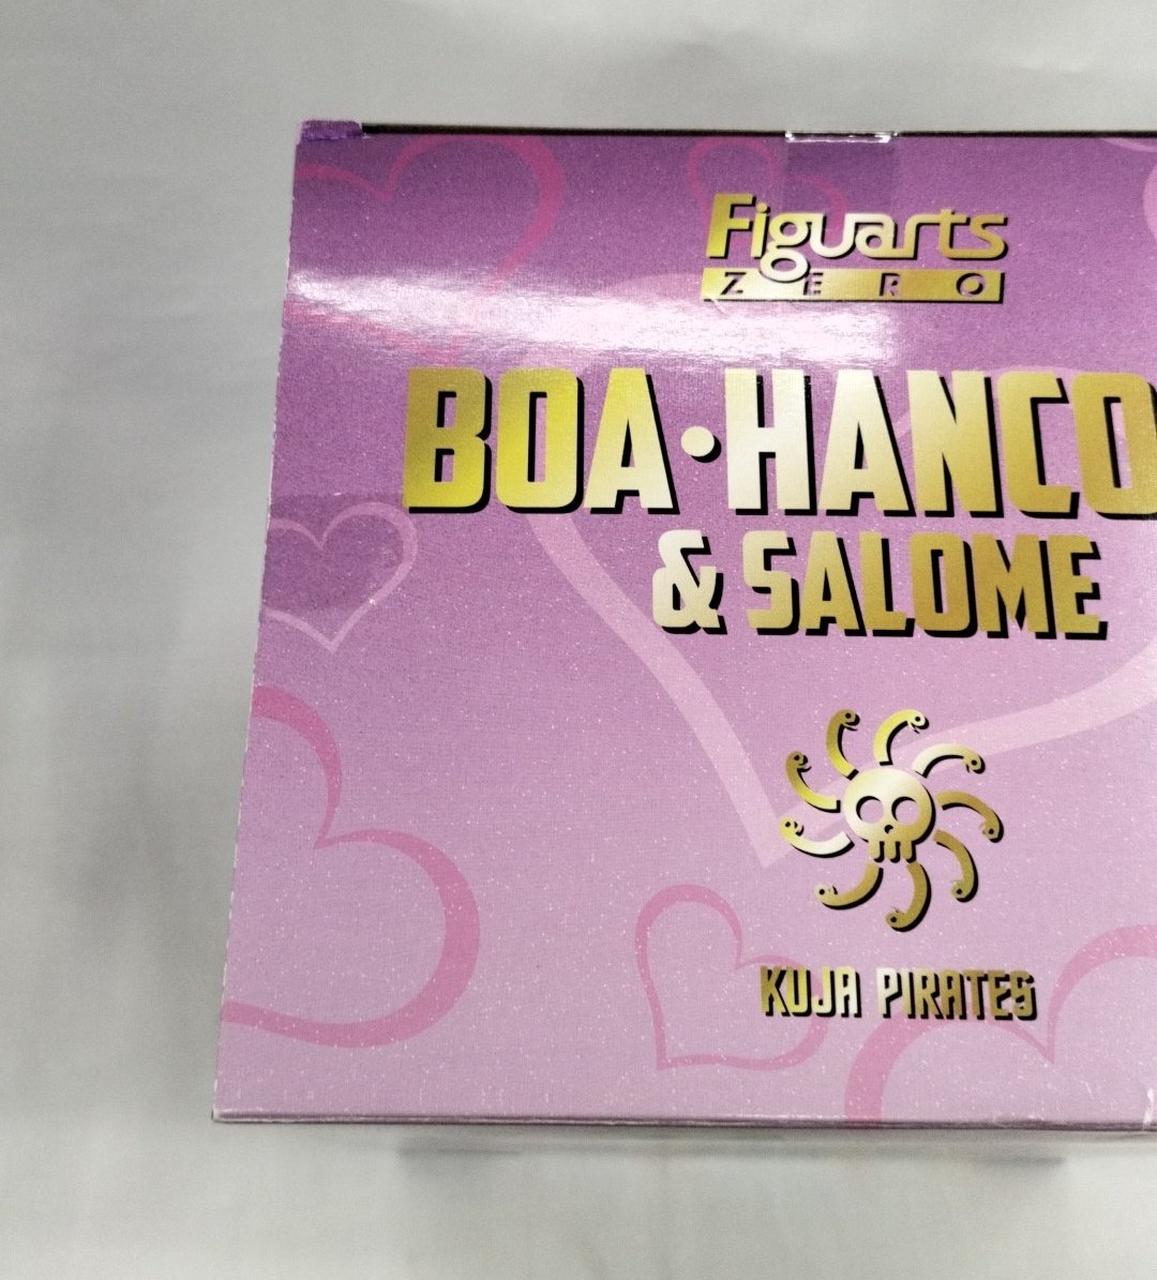 Figuarts
ZERO
BOA•HANCO
& SALOME
KUJA PIRATES